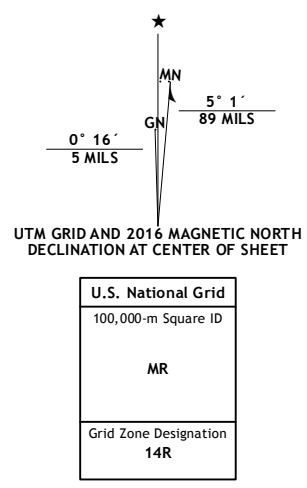 MN
GN
5° 1´
89 MILS
0° 16´
5 MILS
UTM GRID AND 2016 MAGNETIC NORTH
DECLINATION AT CENTER OF SHEET
U.S. National Grid
100,000-m Square ID
MR
Grid Zone Designation
14R